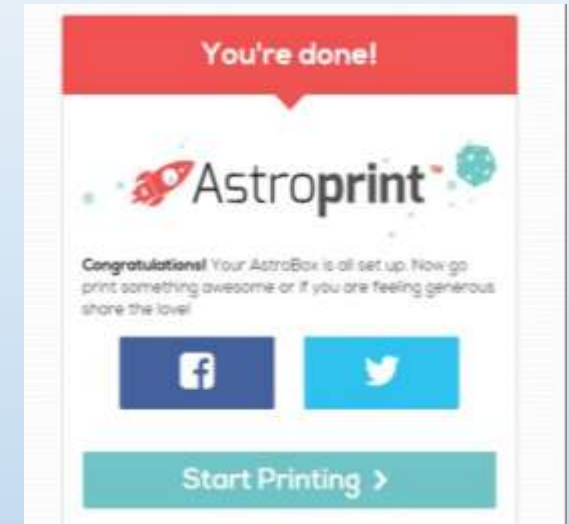 You're done!
Astroprint™
Congratulations! Your AstroBox is all set up. Now go
print something awesome or if you are feeling generous
share the love!
Start Printing >